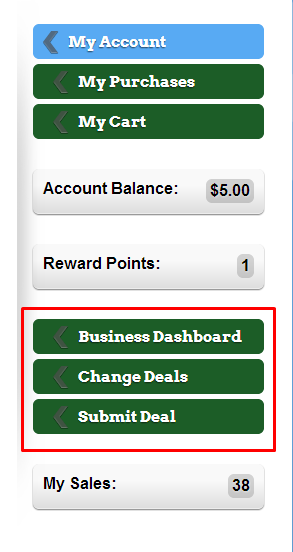 My Account
My Purchases
My Cart
Account Balance: $5.00
Reward Points: 1
Business Dashboard
Change Deals
Submit Deal
My Sales: 38